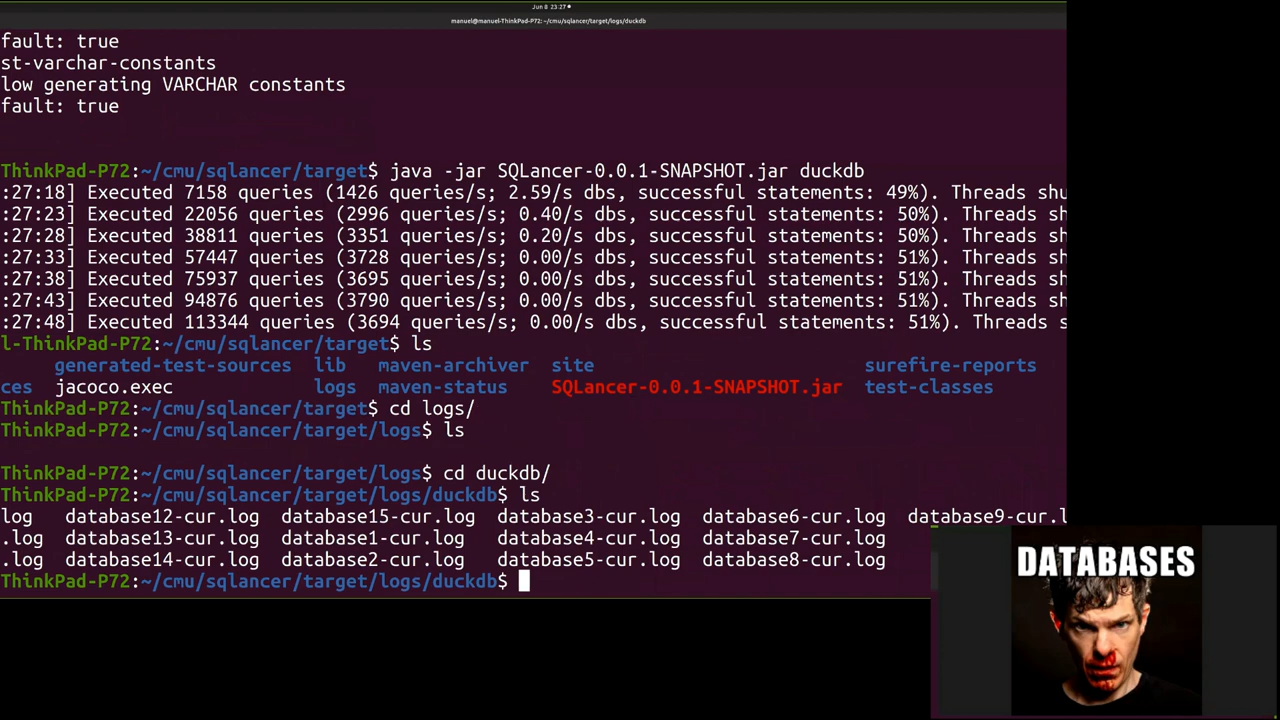 Jun 8 23:27
manuel@manuel-ThinkPad-P72: ~/cmu/sqlancer/target/logs/duckdb
fault: true
st-varchar-constants
low generating VARCHAR constants
fault: true
ThinkPad-P72:~/cmu/sqlancer/target$ java -jar SQLancer-0.0.1-SNAPSHOT.jar duckdb
:27:18] Executed 7158 queries (1426 queries/s; 2.59/s dbs, successful statements: 49%). Threads shu
:27:23] Executed 22056 queries (2996 queries/s; 0.40/s dbs, successful statements: 50%). Threads sh
:27:28] Executed 38811 queries (3351 queries/s; 0.20/s dbs, successful statements: 50%). Threads sh
:27:33] Executed 57447 queries (3728 queries/s; 0.00/s dbs, successful statements: 51%). Threads sh
:27:38] Executed 75937 queries (3695 queries/s; 0.00/s dbs, successful statements: 51%). Threads sh
:27:43] Executed 94876 queries (3790 queries/s; 0.00/s dbs, successful statements: 51%). Threads sh
:27:48] Executed 113344 queries (3694 queries/s; 0.00/s dbs, successful statements: 51%). Threads s
l-ThinkPad-P72:~/cmu/sqlancer/target$ ls
generated-test-sources lib maven-archiver site surefire-reports
ces jacoco.exec logs maven-status SQLancer-0.0.1-SNAPSHOT.jar test-classes
ThinkPad-P72:~/cmu/sqlancer/target$ cd logs/
ThinkPad-P72:~/cmu/sqlancer/target/logs$ ls
ThinkPad-P72:~/cmu/sqlancer/target/logs$ cd duckdb/
ThinkPad-P72:~/cmu/sqlancer/target/logs/duckdb$ ls
log database12-cur.log database15-cur.log database3-cur.log database6-cur.log database9-cur.l
.log database13-cur.log database1-cur.log database4-cur.log database7-cur.log
.log database14-cur.log database2-cur.log database5-cur.log database8-cur.log
ThinkPad-P72:~/cmu/sqlancer/target/logs/duckdb$
DATABASES